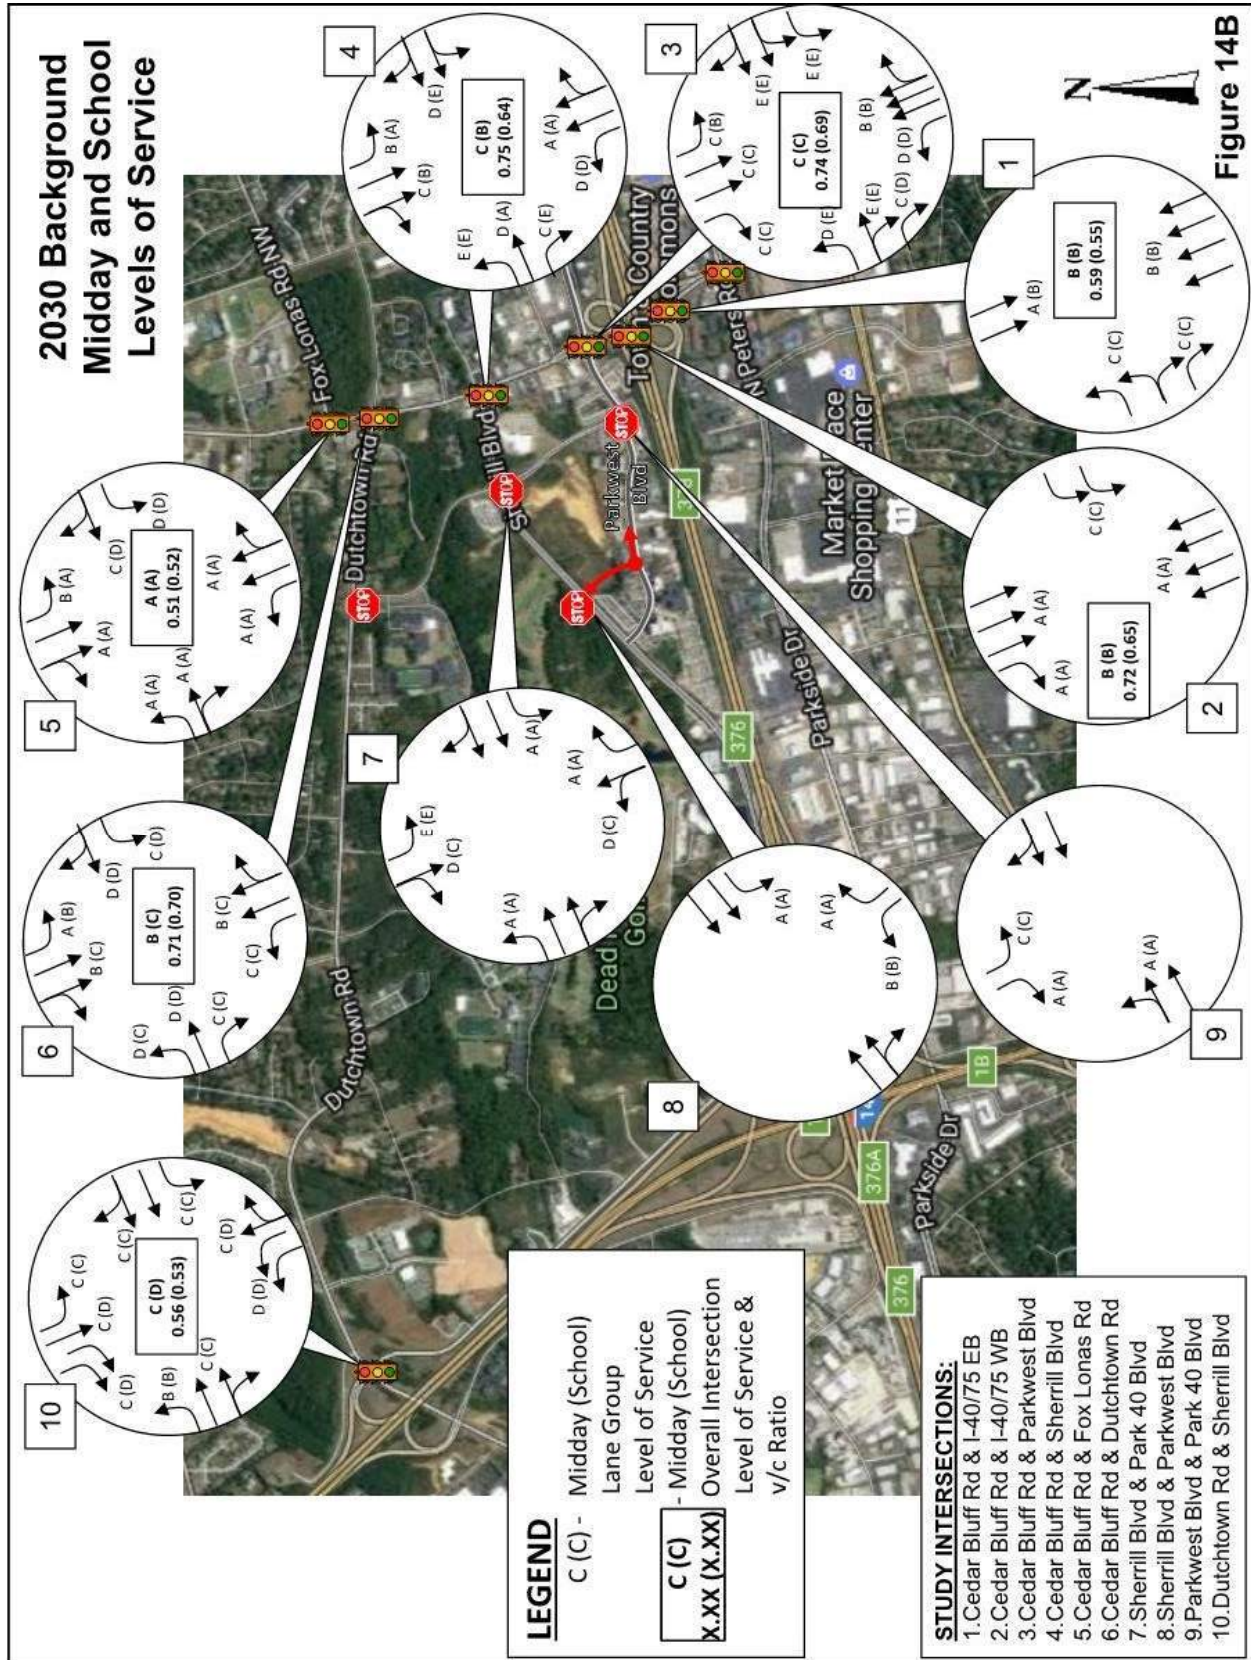 2030 Background
Midday and School
Levels of Service
10
C (C)
C (D)
C (D)
B (B)
C (C)
C (D)
0.56 (0.53)
C (C)
C (C)
C (D)
D (D)
6
A (B)
B (C)
D (C)
D (D)
C (C)
B (C)
0.71 (0.70)
D (D)
C (D)
B (C)
C (C)
5
B (A)
A (A)
A (A)
A (A)
A (A)
0.51 (0.52)
C (D)
D (D)
A (A)
A (A)
4
B (A)
C (B)
E (E)
D (A)
C (E)
C (B)
0.75 (0.64)
D (E)
A (A)
D (D)
7
E (E)
D (C)
A (A)
A (A)
A (A)
D (C)
3
C (B)
C (C)
C (C)
D (E)
E (E)
C (D)
C (C)
0.74 (0.69)
E (E)
E (E)
B (B)
D (D)
8
A (A)
A (A)
B (B)
9
C (C)
A (A)
A (A)
2
A (A)
A (A)
B (B)
0.72 (0.65)
C (C)
A (A)
1
A (B)
C (C)
C (C)
B (B)
0.59 (0.55)
B (B)
Fox Lonas Rd NW
Dutchtown Rd
Dutchtown Rd
ll Blvd
STOP
STOP
STOP
STOP
Parkwest
Blvd
Country
mons
N Peters R
Market
ace
Shopping
enter
11
378
376
Parkside Dr
Dead
Go
1B
376A
Parkside Dr
376
LEGEND
C (C) - Midday (School)
Lane Group
Level of Service
C (C)
X.XX (X.XX)
- Midday (School)
Overall Intersection
Level of Service &
v/c Ratio
STUDY INTERSECTIONS:
1.Cedar Bluff Rd & I-40/75 EB
2.Cedar Bluff Rd & I-40/75 WB
3.Cedar Bluff Rd & Parkwest Blvd
4.Cedar Bluff Rd & Sherrill Blvd
5.Cedar Bluff Rd & Fox Lonas Rd
6.Cedar Bluff Rd & Dutchtown Rd
7.Sherrill Blvd & Park 40 Blvd
8.Sherrill Blvd & Parkwest Blvd
9.Parkwest Blvd & Park 40 Blvd
10.Dutchtown Rd & Sherrill Blvd
N
Figure 14B